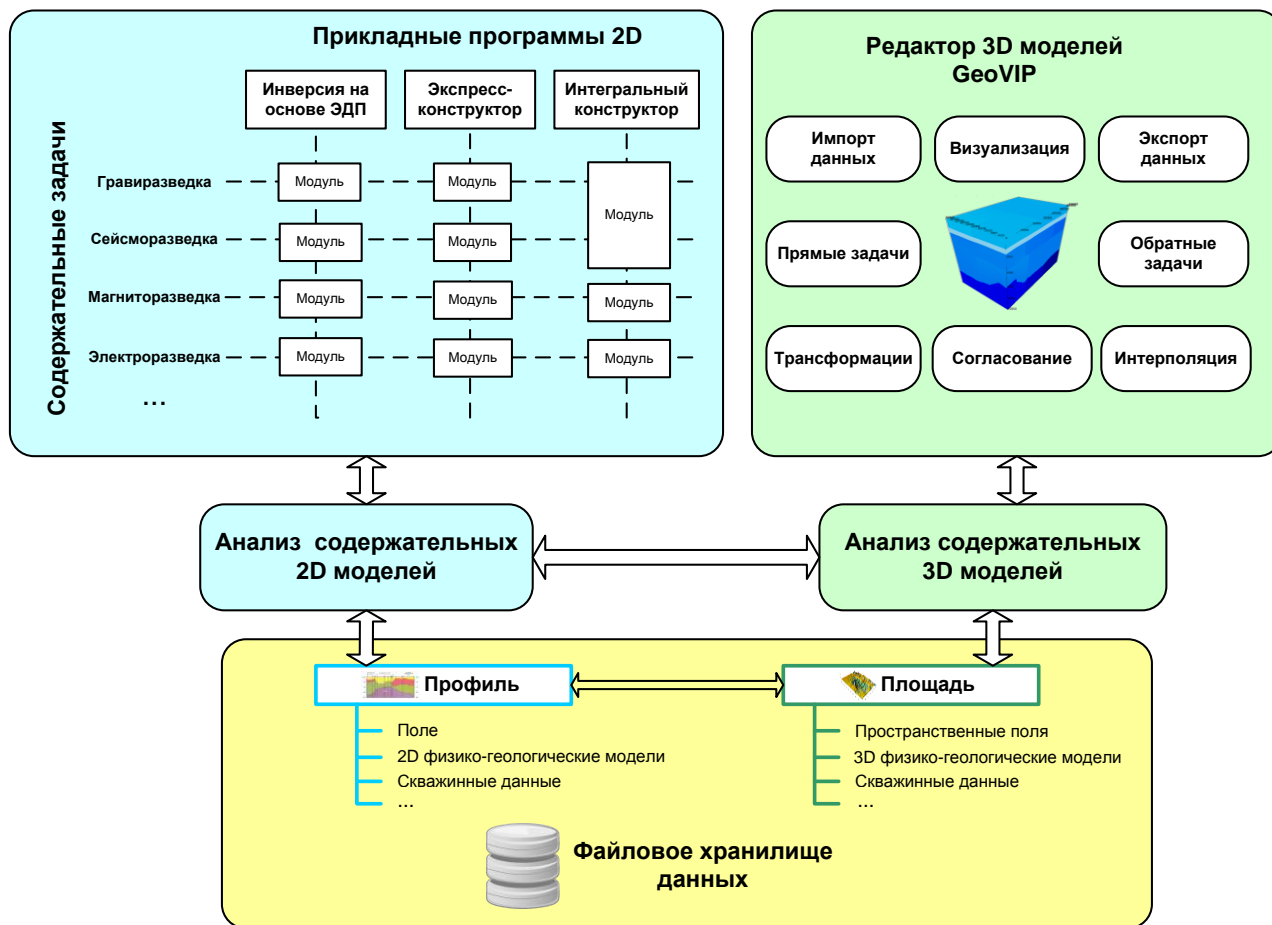 Прикладные программы 2D
Содержательные задачи
Инверсия на
основе ЭДП
Экспресс-
конструктор
Интегральный
конструктор
Гравиразведка
Модуль
Модуль
Модуль
Сейсморазведка
Модуль
Модуль
Магниторазведка
Модуль
Модуль
Модуль
Электроразведка
Модуль
Модуль
Модуль
...
Редактор 3D моделей
GeoVIP
Импорт
данных
Визуализация
Экспорт
данных
Прямые задачи
Обратные
задачи
Трансформации
Согласование
Интерполяция
Анализ содержательных
2D моделей
Анализ содержательных
3D моделей
Профиль
Поле
2D физико-геологические модели
Скважинные данные
...
Площадь
Пространственные поля
3D физико-геологические модели
Скважинные данные
...
Файловое хранилище
данных